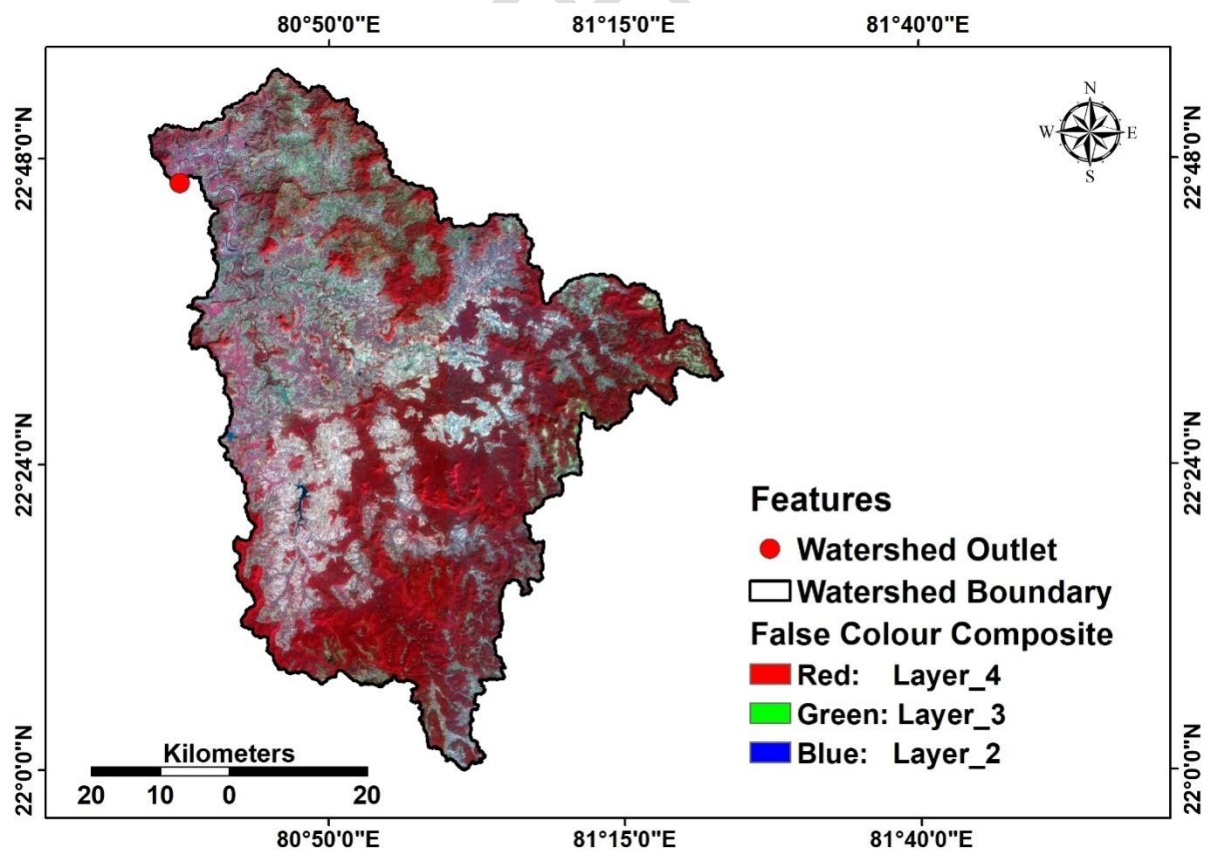 80°50'0"E 81°15'0"E 81°40'0"E
22°48'0"N
22°24'0"N
22°0'0"N
N
W E
S
22°48'0"N
22°24'0"N
22°0'0"N
Features
Watershed Outlet
Watershed Boundary
False Colour Composite
Red: Layer_4
Green: Layer_3
Blue: Layer_2
Kilometers
20 10 0 20
80°50'0"E 81°15'0"E 81°40'0"E